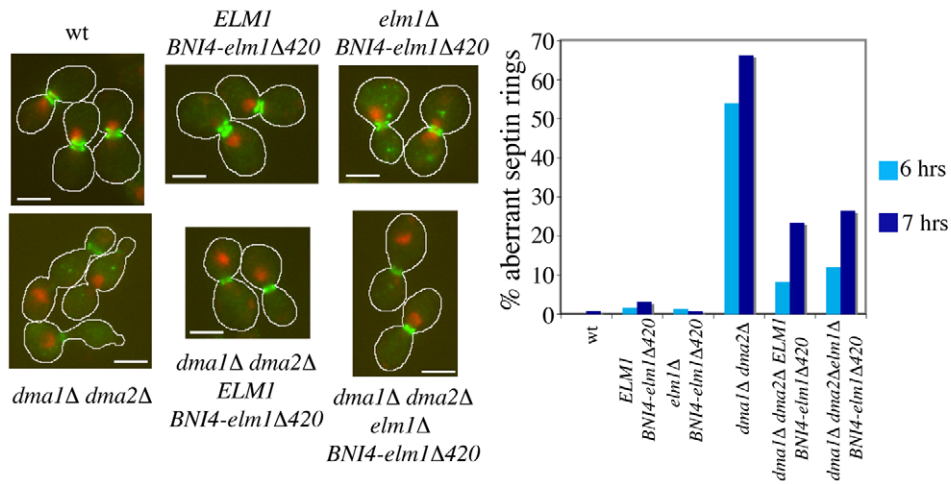 wt
ELM1
BNI4-elm1Δ420
elm1Δ
BNI4-elm1Δ420
dma1Δ dma2Δ
dma1Δ dma2Δ
ELM1
BNI4-elm1Δ420
dma1Δ dma2Δ
elm1Δ
BNI4-elm1Δ420
% aberrant septin rings
70
60
50
40
30
20
10
0
wt
ELM1
BNI4-elm1Δ420
elm1Δ
BNI4-elm1Δ420
dma1Δ dma2Δ
dma1Δ dma2Δ ELM1
BNI4-elm1Δ420
dma1Δ dma2Δelm1Δ
BNI4-elm1Δ420
6 hrs
7 hrs